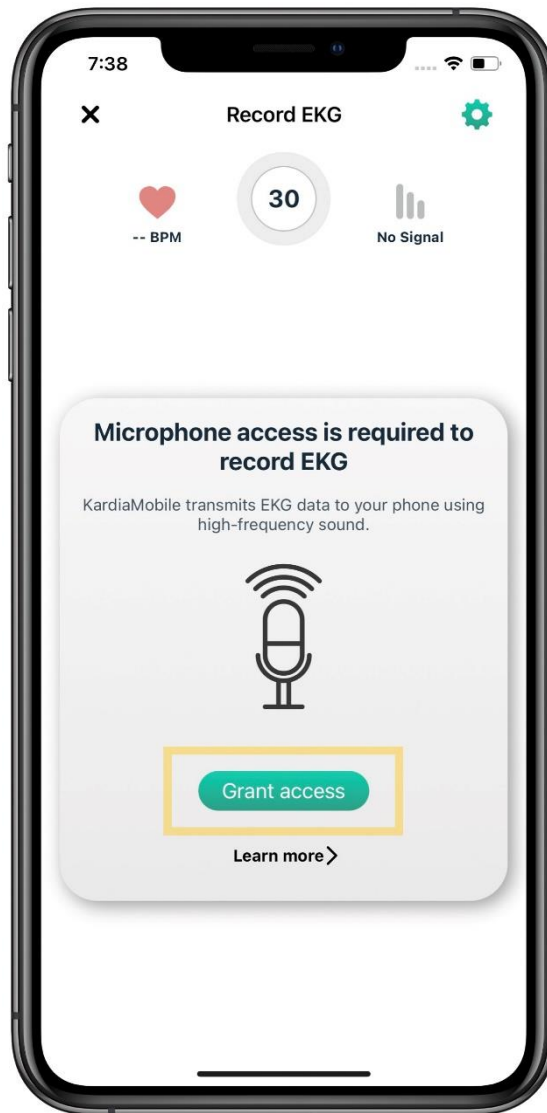 7:38
Record EKG
30
-- BPM
No Signal
Microphone access is required to
record EKG
KardiaMobile transmits EKG data to your phone using
high-frequency sound.
Grant access
Learn more